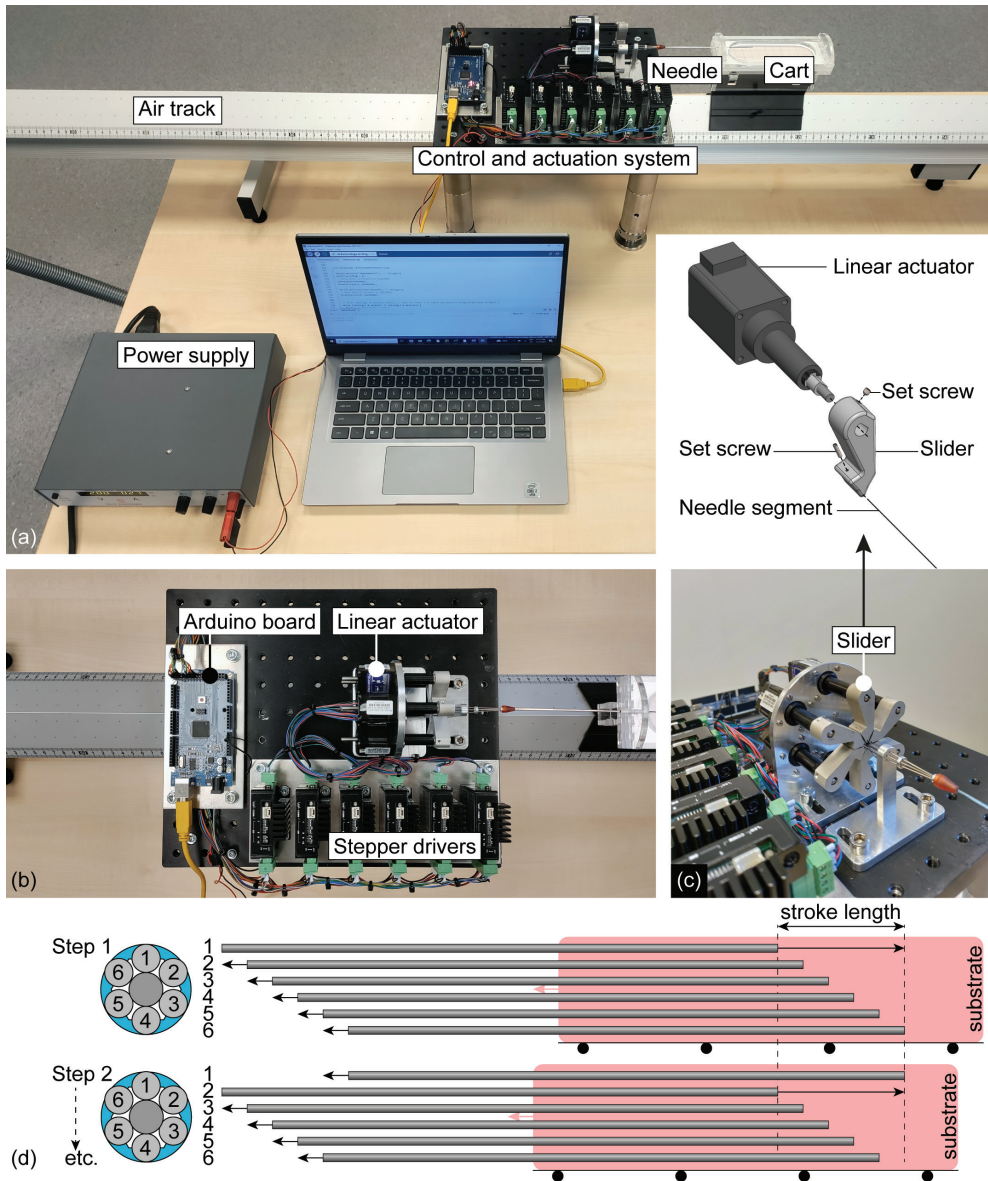 Needle
Cart
Air track
Control and actuation system
Power supply
(a)
Linear actuator
Set screw
Set screw
Slider
Needle segment
Arduino board
Linear actuator
Stepper drivers
(b)
Slider
(c)
stroke length
Step 1
1
2
3
4
5
6
1
2
3
4
5
6
substrate
Step 2
1
2
3
4
5
6
1
2
3
4
5
6
substrate
etc.
(d)